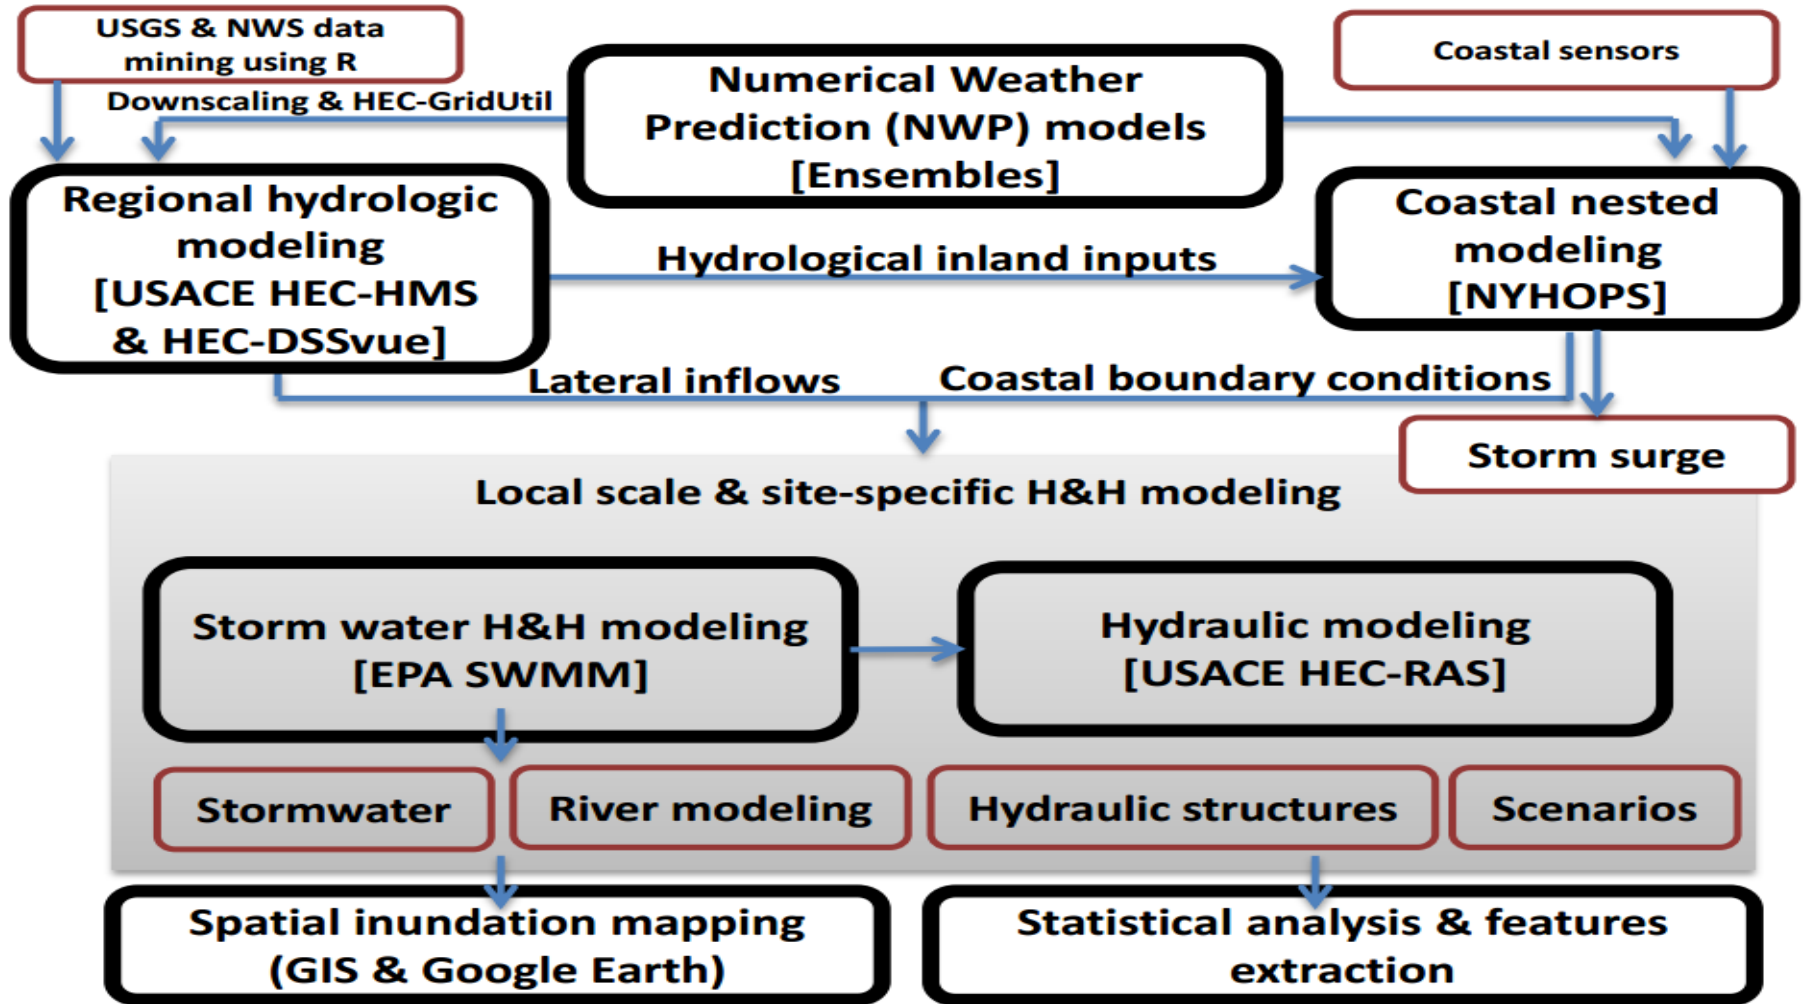 USGS & NWS data
mining using R
Downscaling & HEC-GridUtil
Numerical Weather
Prediction (NWP) models
[Ensembles]
Coastal sensors
Regional hydrologic
modeling
[USACE HEC-HMS
& HEC-DSSvue]
Hydrological inland inputs
Coastal nested
modeling
[NYHOPS]
Lateral inflows
Coastal boundary conditions
Storm surge
Local scale & site-specific H&H modeling
Storm water H&H modeling
[EPA SWMM]
Hydraulic modeling
[USACE HEC-RAS]
Stormwater
River modeling
Hydraulic structures
Scenarios
Spatial inundation mapping
(GIS & Google Earth)
Statistical analysis & features
extraction